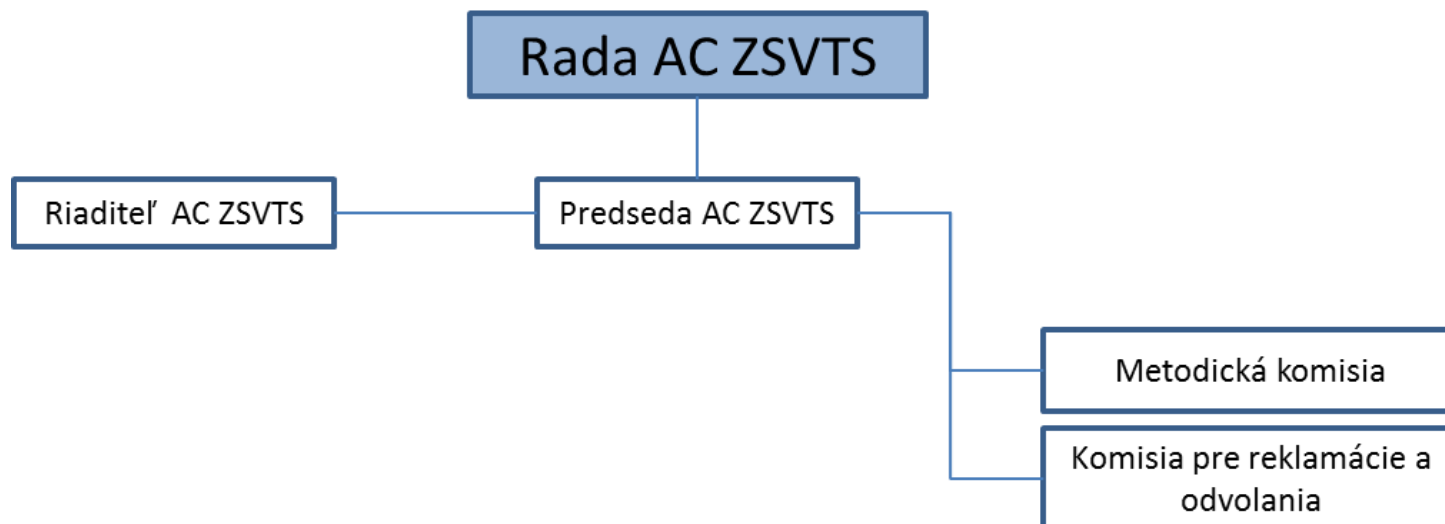 Rada AC ZSVTS
Riaditeľ AC ZSVTS
Predseda AC ZSVTS
Metodická komisia
Komisia pre reklamácie a
odvolania